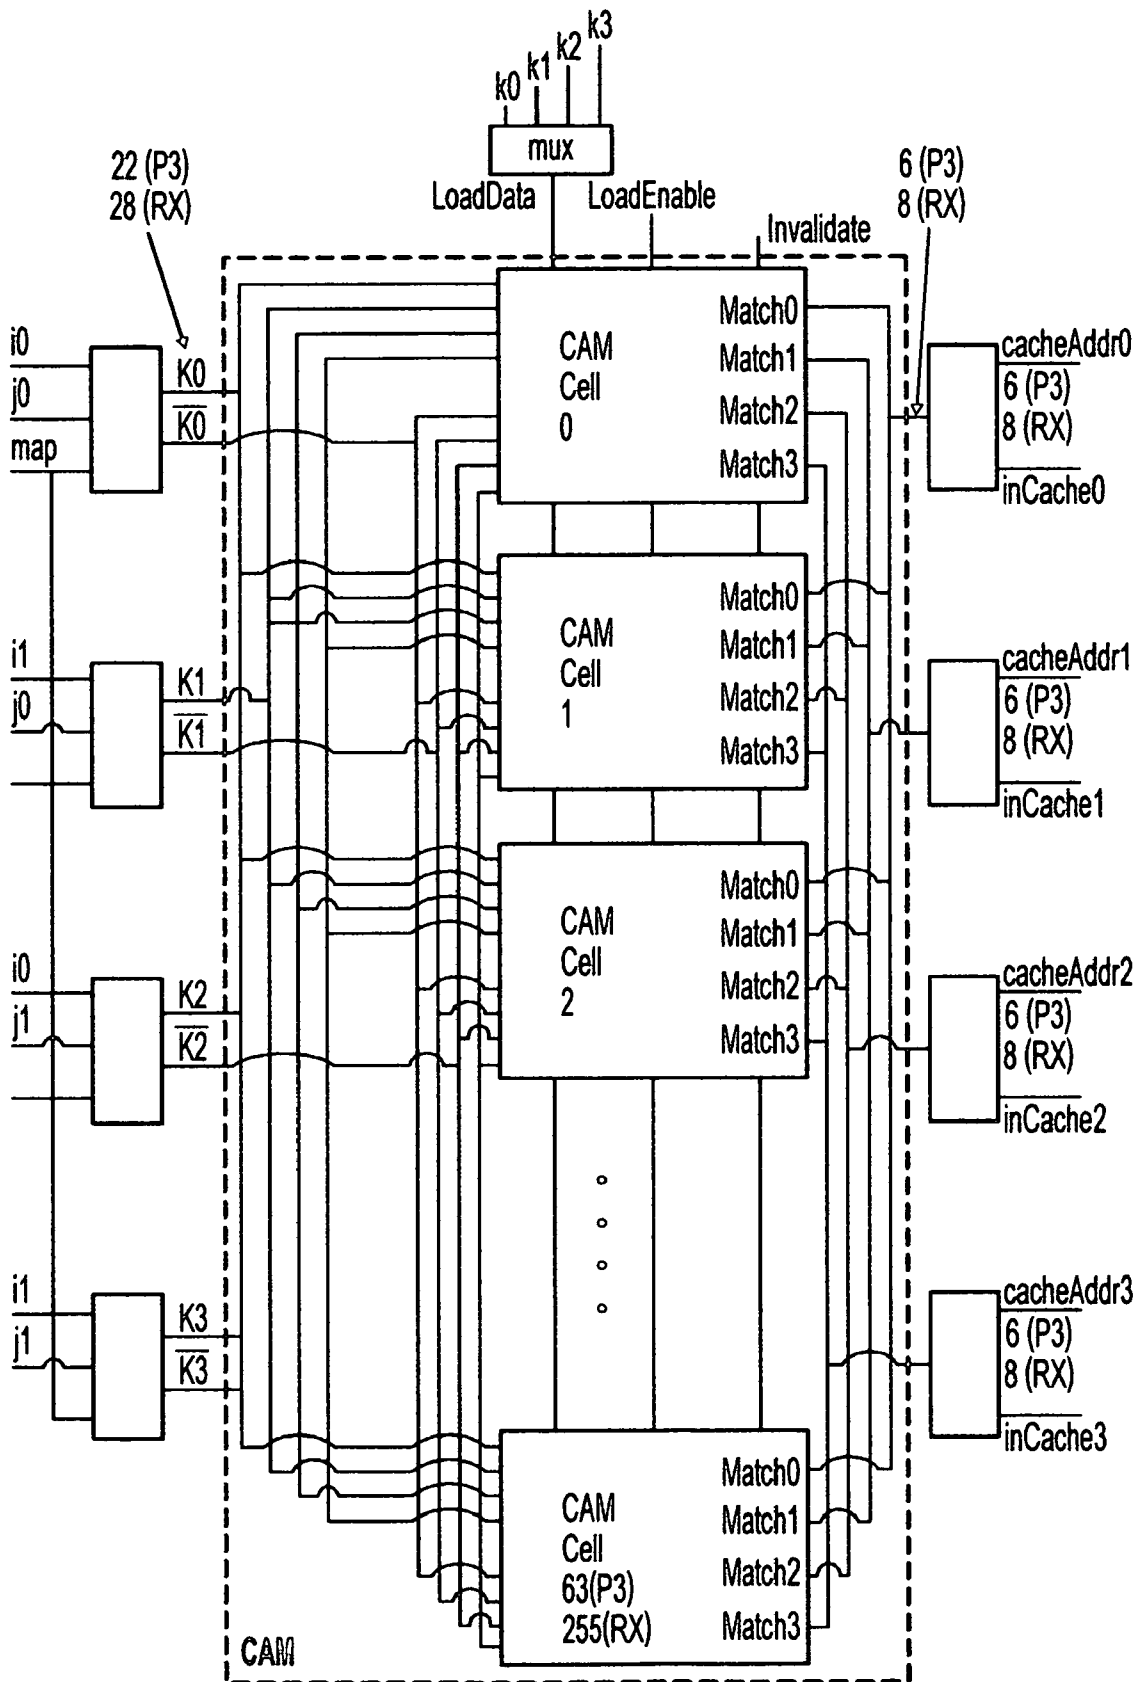 k0
k1
k2
k3
mux
22 (P3)
28 (RX)
LoadData
LoadEnable
Invalidate
6 (P3)
8 (RX)
i0
j0
map
K0
K0
CAM
Cell
0
Match0
Match1
Match2
Match3
cacheAddr0
6 (P3)
8 (RX)
inCache0
i1
j0
K1
K1
CAM
Cell
1
Match0
Match1
Match2
Match3
cacheAddr1
6 (P3)
8 (RX)
inCache1
i0
j1
K2
K2
CAM
Cell
2
Match0
Match1
Match2
Match3
cacheAddr2
6 (P3)
8 (RX)
inCache2
i1
j1
K3
K3
cacheAddr3
6 (P3)
8 (RX)
inCache3
CAM
Cell
63(P3)
255(RX)
Match0
Match1
Match2
Match3
CAM